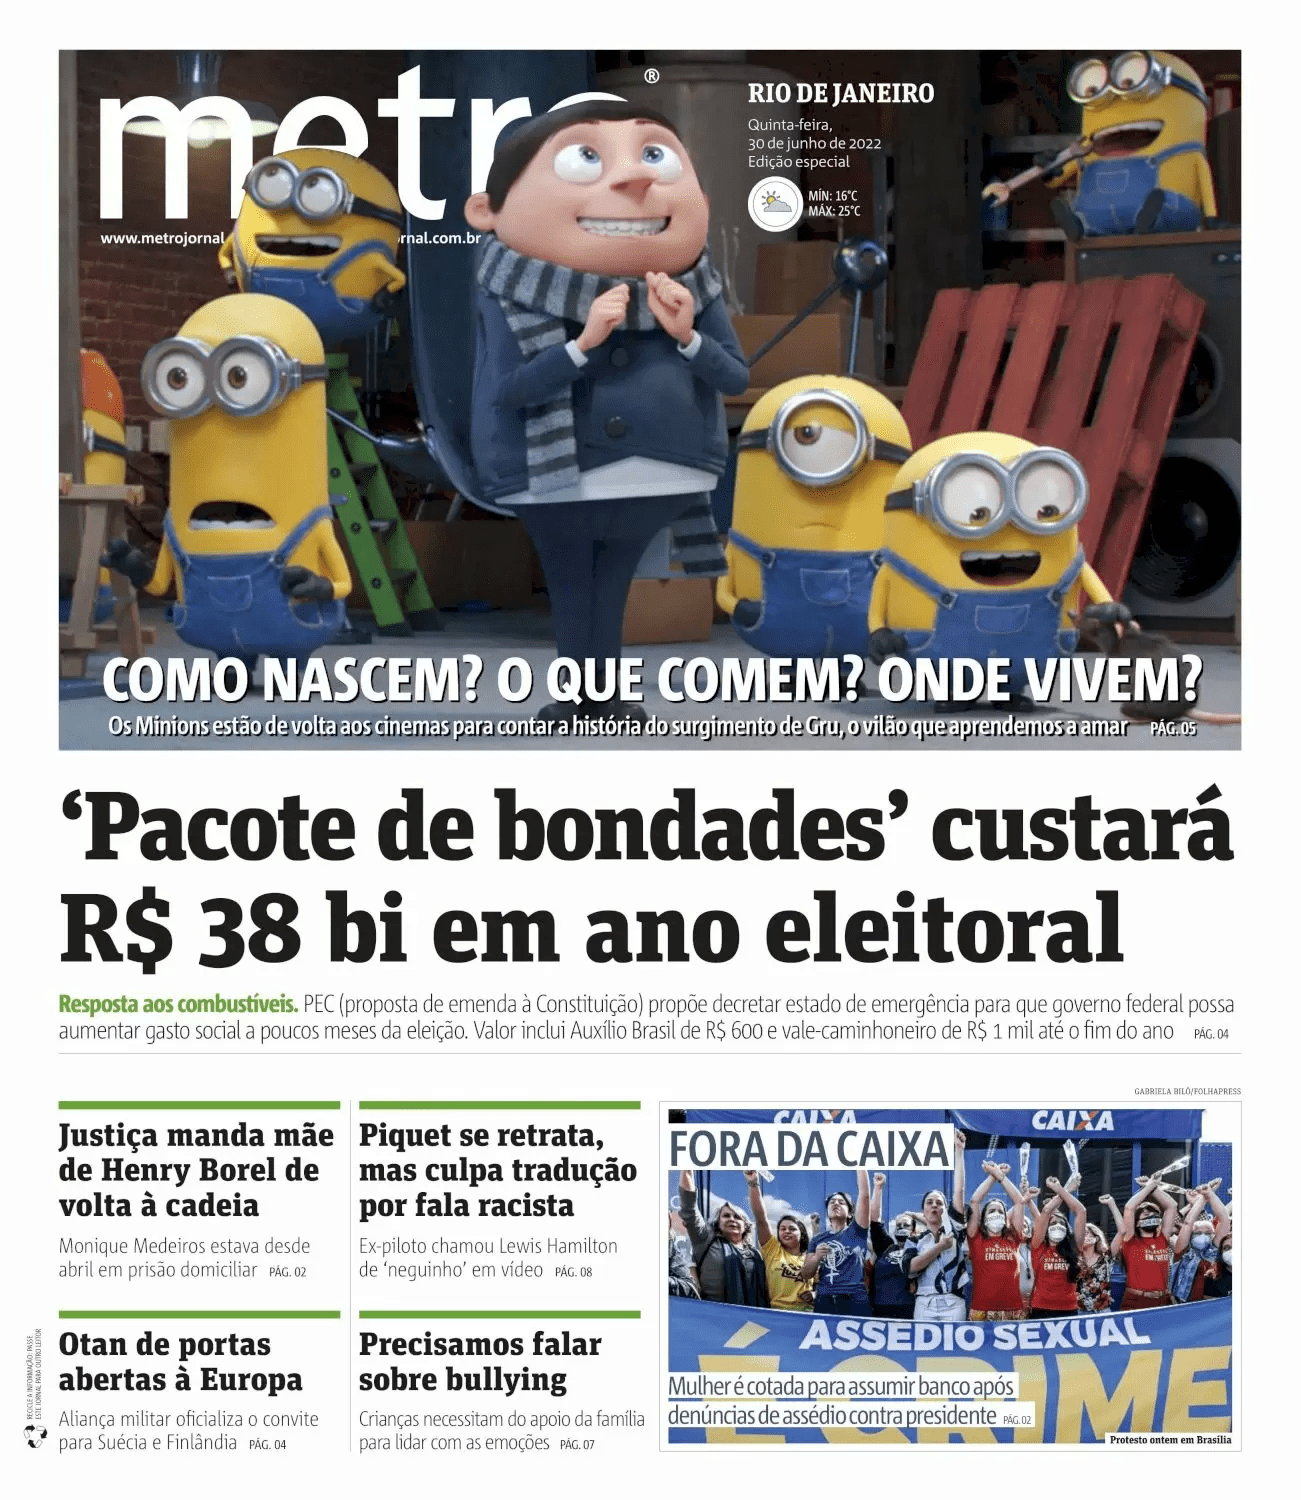 metro®
www.metrojornal
rnal.com.br
RIO DE JANEIRO
Quinta-feira,
30 de junho de 2022
Edição especial
MÍN: 16°C
MÁX: 25°C
COMO NASCEM? O QUE COMEM? ONDE VIVEM?
Os Minions estão de volta aos cinemas para contar a história do surgimento de Gru, o vilão que aprendemos a amar PÁG. 05
‘Pacote de bondades’ custará
R$ 38 bi em ano eleitoral
Resposta aos combustíveis. PEC (proposta de emenda à Constituição) propõe decretar estado de emergência para que governo federal possa
aumentar gasto social a poucos meses da eleição. Valor inclui Auxílio Brasil de R$ 600 e vale-caminhoneiro de R$ 1 mil até o fim do ano PÁG. 04
Justiça manda mãe
de Henry Borel de
volta à cadeia
Monique Medeiros estava desde
abril em prisão domiciliar PÁG. 02
Piquet se retrata,
mas culpa tradução
por fala racista
Ex-piloto chamou Lewis Hamilton
de ‘neguinho’ em vídeo PÁG. 08
Otan de portas
abertas à Europa
Aliança militar oficializa o convite
para Suécia e Finlândia PÁG. 04
Precisamos falar
sobre bullying
Crianças necessitam do apoio da família
para lidar com as emoções PÁG. 07
GABRIELA BILÓ/FOLHAPRESS
CAIXA
CAIXA
FORA DA CAIXA
EM GREVE
EM GREVE
EM GREVE
ASSÉDIO SEXUAL
É CRIME
Mulher é cotada para assumir banco após
denúncias de assédio contra presidente PÁG. 02
Protesto ontem em Brasília
RECICLE A INFORMAÇÃO: PASSE
ESTE JORNAL PARA OUTRO LEITOR